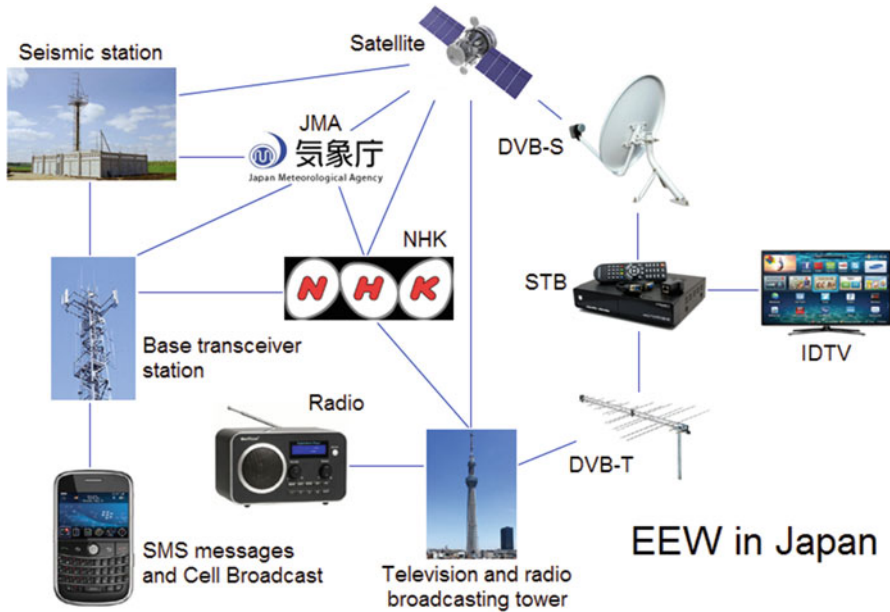 Seismic station
Satellite
JMA
気象庁
Japan Meteorological Agency
DVB-S
NHK
NHK
STB
IDTV
Base transceiver
station
Radio
DVB-T
SMS messages
and Cell Broadcast
Television and radio
broadcasting tower
EEW in Japan